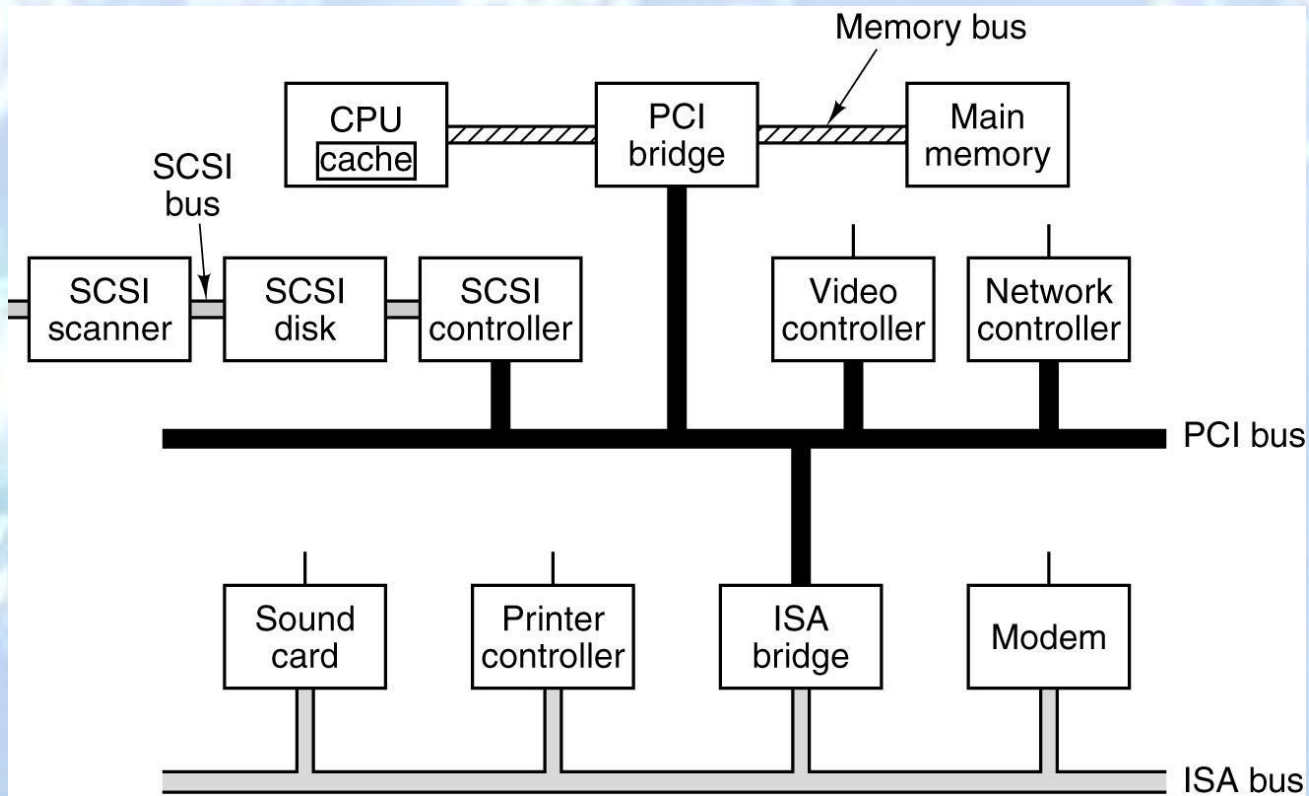 Memory bus
CPU
cache
PCI
bridge
Main
memory
SCSI
bus
SCSI
scanner
SCSI
disk
SCSI
controller
Video
controller
Network
controller
PCI bus
Sound
card
Printer
controller
ISA
bridge
Modem
ISA bus